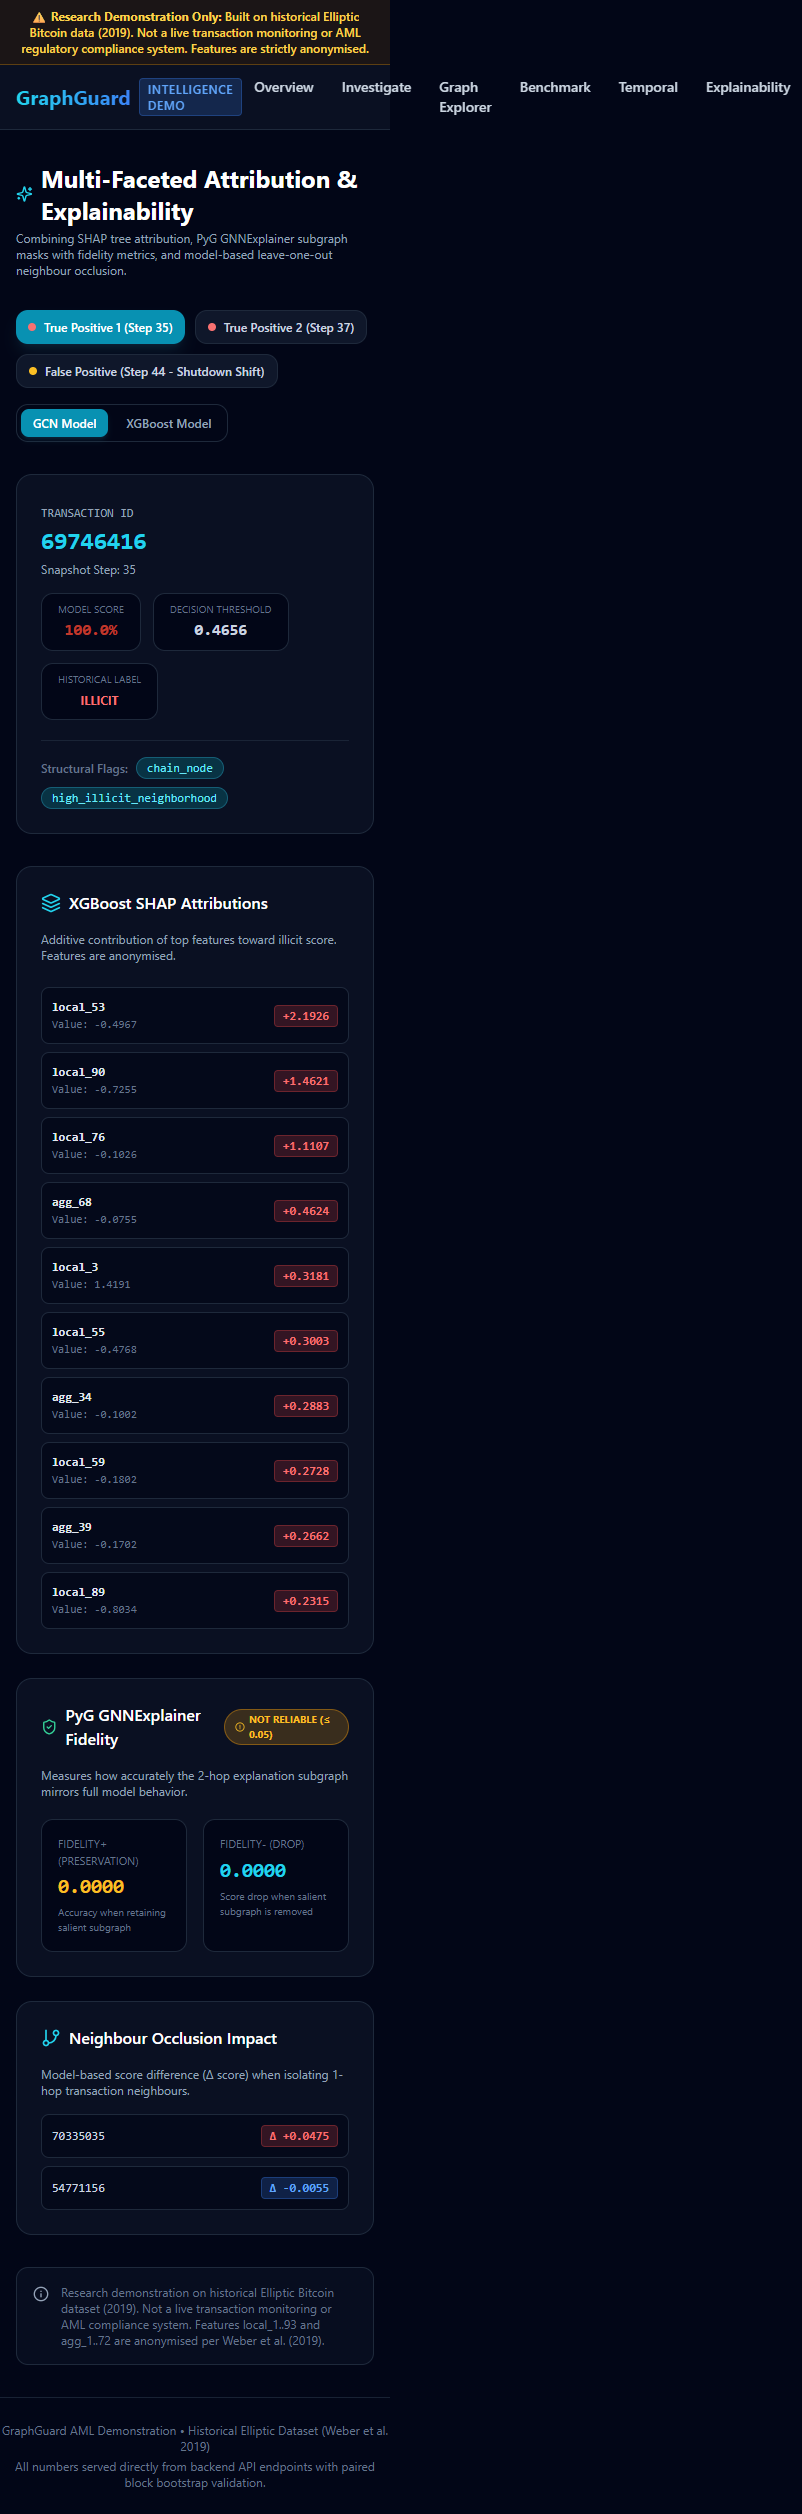 Research Demonstration Only: Built on historical Elliptic
Bitcoin data (2019). Not a live transaction monitoring or AML
regulatory compliance system. Features are strictly anonymised.
GraphGuard
INTELLIGENCE
DEMO
Overview
Investigate
Graph
Explorer
Benchmark
Temporal
Explainability
Multi-Faceted Attribution &
Explainability
Combining SHAP tree attribution, PyG GNNExplainer subgraph
masks with fidelity metrics, and model-based leave-one-out
neighbour occlusion.
True Positive 1 (Step 35)
True Positive 2 (Step 37)
False Positive (Step 44 - Shutdown Shift)
GCN Model
XGBoost Model
TRANSACTION ID
69746416
Snapshot Step: 35
MODEL SCORE
100.0%
DECISION THRESHOLD
0.4656
HISTORICAL LABEL
ILLICIT
Structural Flags:
chain_node
high_illicit_neighborhood
XGBoost SHAP Attributions
Additive contribution of top features toward illicit score.
Features are anonymised.
local_53
Value: -0.4967
+2.1926
local_90
Value: -0.7255
+1.4621
local_76
Value: -0.1026
+1.1107
agg_68
Value: -0.0755
+0.4624
local_3
Value: 1.4191
+0.3181
local_55
Value: -0.4768
+0.3003
agg_34
Value: -0.1002
+0.2883
local_59
Value: -0.1802
+0.2728
agg_39
Value: -0.1702
+0.2662
local_89
Value: -0.8034
+0.2315
PyG GNNExplainer
Fidelity
NOT RELIABLE (≤
0.05)
Measures how accurately the 2-hop explanation subgraph
mirrors full model behavior.
FIDELITY+
(PRESERVATION)
0.0000
Accuracy when retaining
salient subgraph
FIDELITY- (DROP)
0.0000
Score drop when salient
subgraph is removed
Neighbour Occlusion Impact
Model-based score difference (Δ score) when isolating 1-
hop transaction neighbours.
70335035
Δ +0.0475
54771156
Δ -0.0055
Research demonstration on historical Elliptic Bitcoin
dataset (2019). Not a live transaction monitoring or
AML compliance system. Features local_1..93 and
agg_1..72 are anonymised per Weber et al. (2019).
GraphGuard AML Demonstration • Historical Elliptic Dataset (Weber et al.
2019)
All numbers served directly from backend API endpoints with paired
block bootstrap validation.